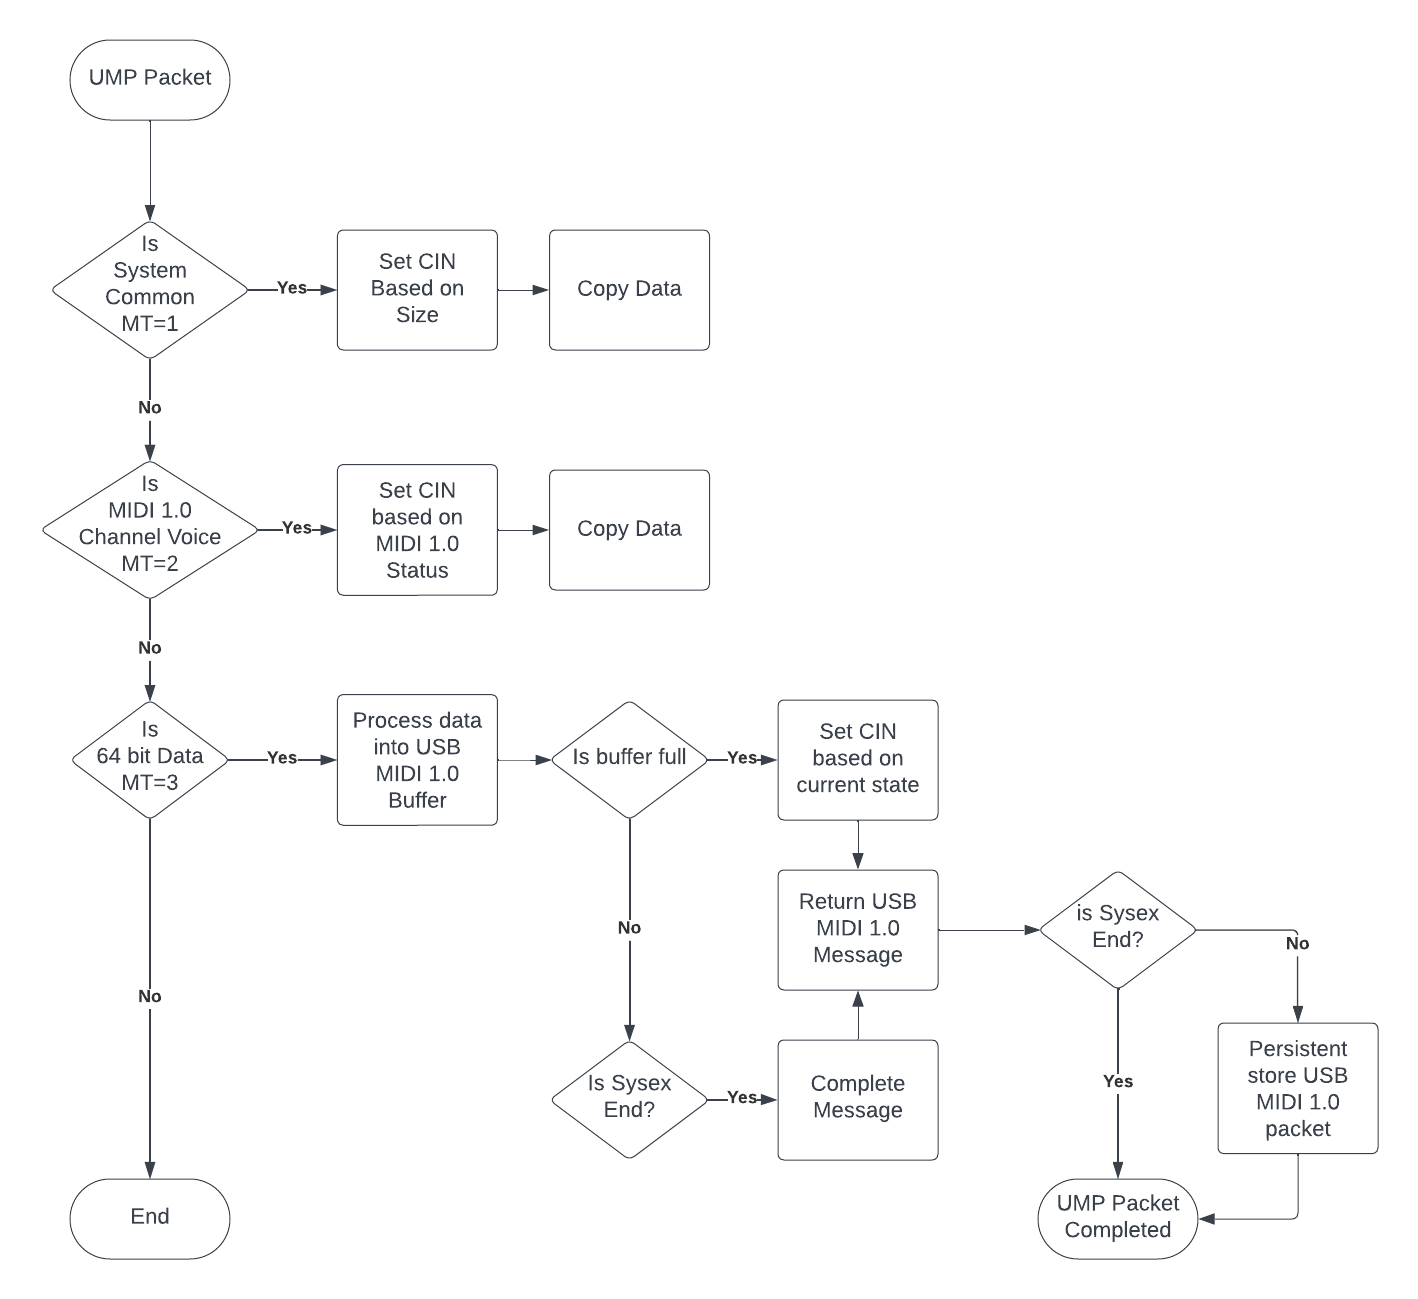 UMP Packet
Is
System
Common
MT=1
Yes
Set CIN
Based on
Size
Copy Data
No
Is
MIDI 1.0
Channel Voice
MT=2
Yes
Set CIN
based on
MIDI 1.0
Status
Copy Data
No
Is
64 bit Data
MT=3
Yes
Process data
into USB
MIDI 1.0
Buffer
Is buffer full
Yes
Set CIN
based on
current state
Return USB
MIDI 1.0
Message
is Sysex
End?
No
No
No
Is Sysex
End?
Yes
Complete
Message
Yes
Persistent
store USB
MIDI 1.0
packet
End
UMP Packet
Completed